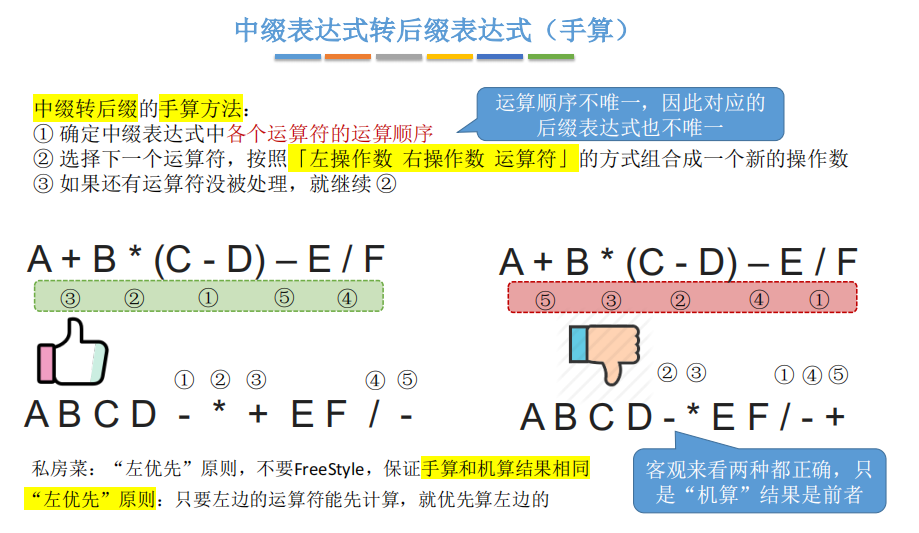 中缀表达式转后缀表达式（手算）
中缀转后缀的手算方法：
① 确定中缀表达式中各个运算符的运算顺序
② 选择下一个运算符，按照「左操作数 右操作数 运算符」的方式组合成一个新的操作数
③ 如果还有运算符没被处理，就继续 ②
运算顺序不唯一，因此对应的
后缀表达式也不唯一
A + B * (C - D) – E / F
③ ② ① ⑤ ④
① ② ③ ④ ⑤
A B C D - * + E F / -
A + B * (C - D) – E / F
⑤ ③ ② ④ ①
② ③ ① ④ ⑤
A B C D - * E F / - +
私房菜：“左优先”原则，不要FreeStyle，保证手算和机算结果相同
“左优先”原则：只要左边的运算符能先计算，就优先算左边的
客观来看两种都正确，只
是“机算”结果是前者